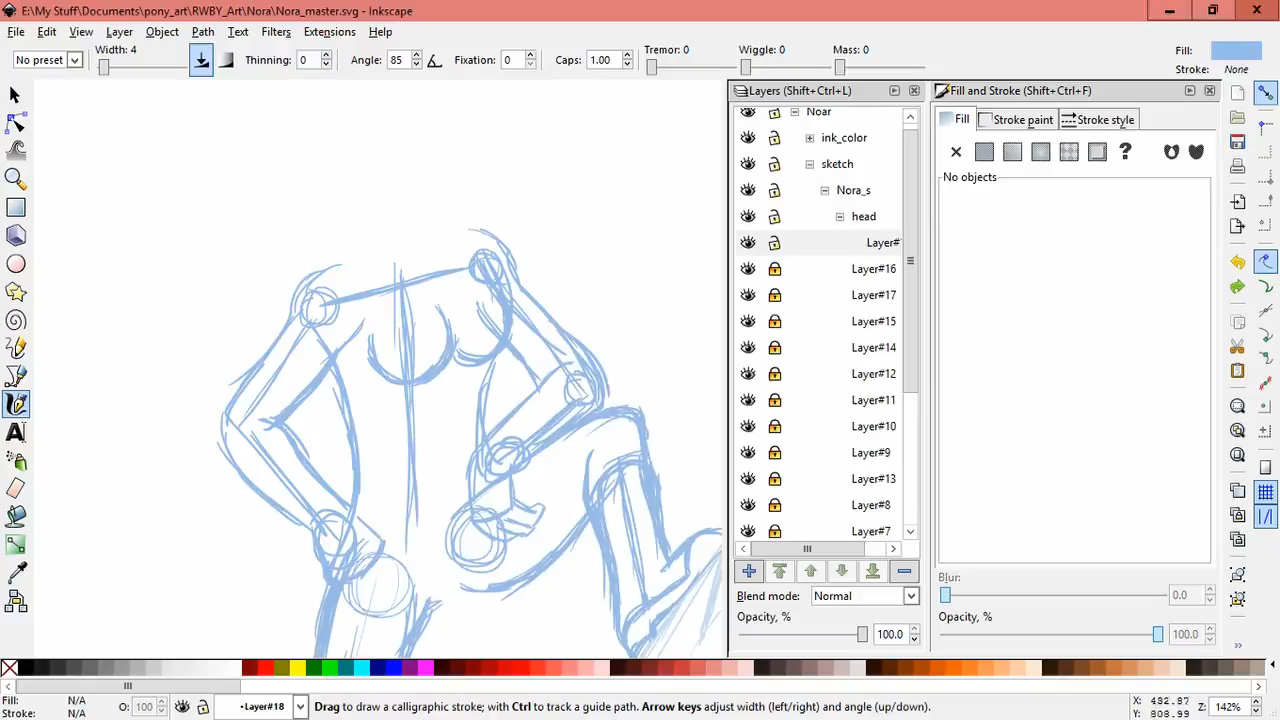 E:\My Stuff\Documents\pony_art\RWBY_Art\Nora\Nora_master.svg - Inkscape
File Edit View Layer Object Path Filters Text Extensions Help
No preset Width: 4 Thinning: 0 Angle: 85 Fixation: 0 Caps: 1.00 Tremor: 0 Wiggle: 0 Mass: 0 Fill:
Stroke: None
Layers (Shift+Ctrl+L) Fill and Stroke (Shift+Ctrl+F)
Noar Fill Stroke paint Stroke style
ink_color
sketch
No objects
Nora_s
head
Layer#
Layer#16
Layer#17
Layer#15
Layer#14
Layer#12
Layer#11
Layer#10
Layer#9
Layer#13
Layer#8
Layer#7
Blur:
Blend mode: Normal 0.0
Opacity, % Opacity, %
100.0 100.0
Fill: N/A O: 100 •Layer#18 Drag to draw a calligraphic stroke; with Ctrl to track a guide path. Arrow keys adjust width (left/right) and angle (up/down). X: 482.97 Z: 142%
Stroke: N/A Y: 808.99